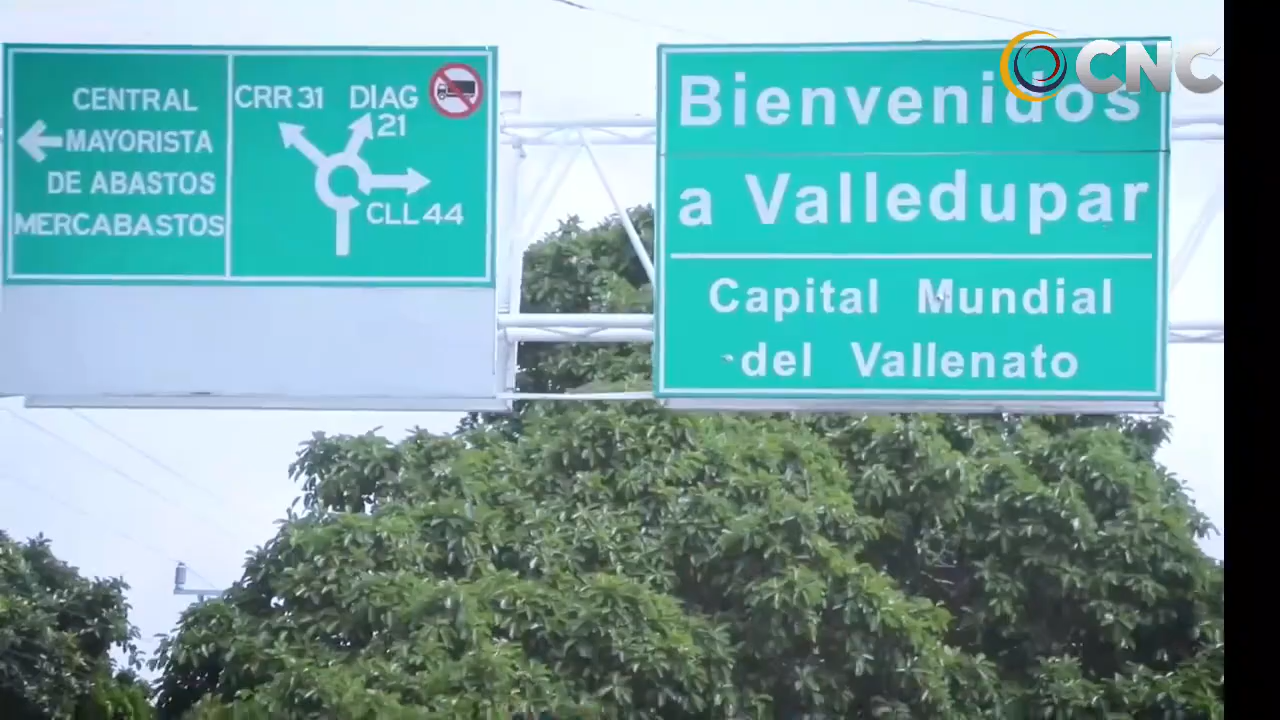 CENTRAL
MAYORISTA
DE ABASTOS
MERCABASTOS
CRR 31
DIAG
21
CLL 44
Bienvenidos
a Valledupar
Capital Mundial
del Vallenato
CNC